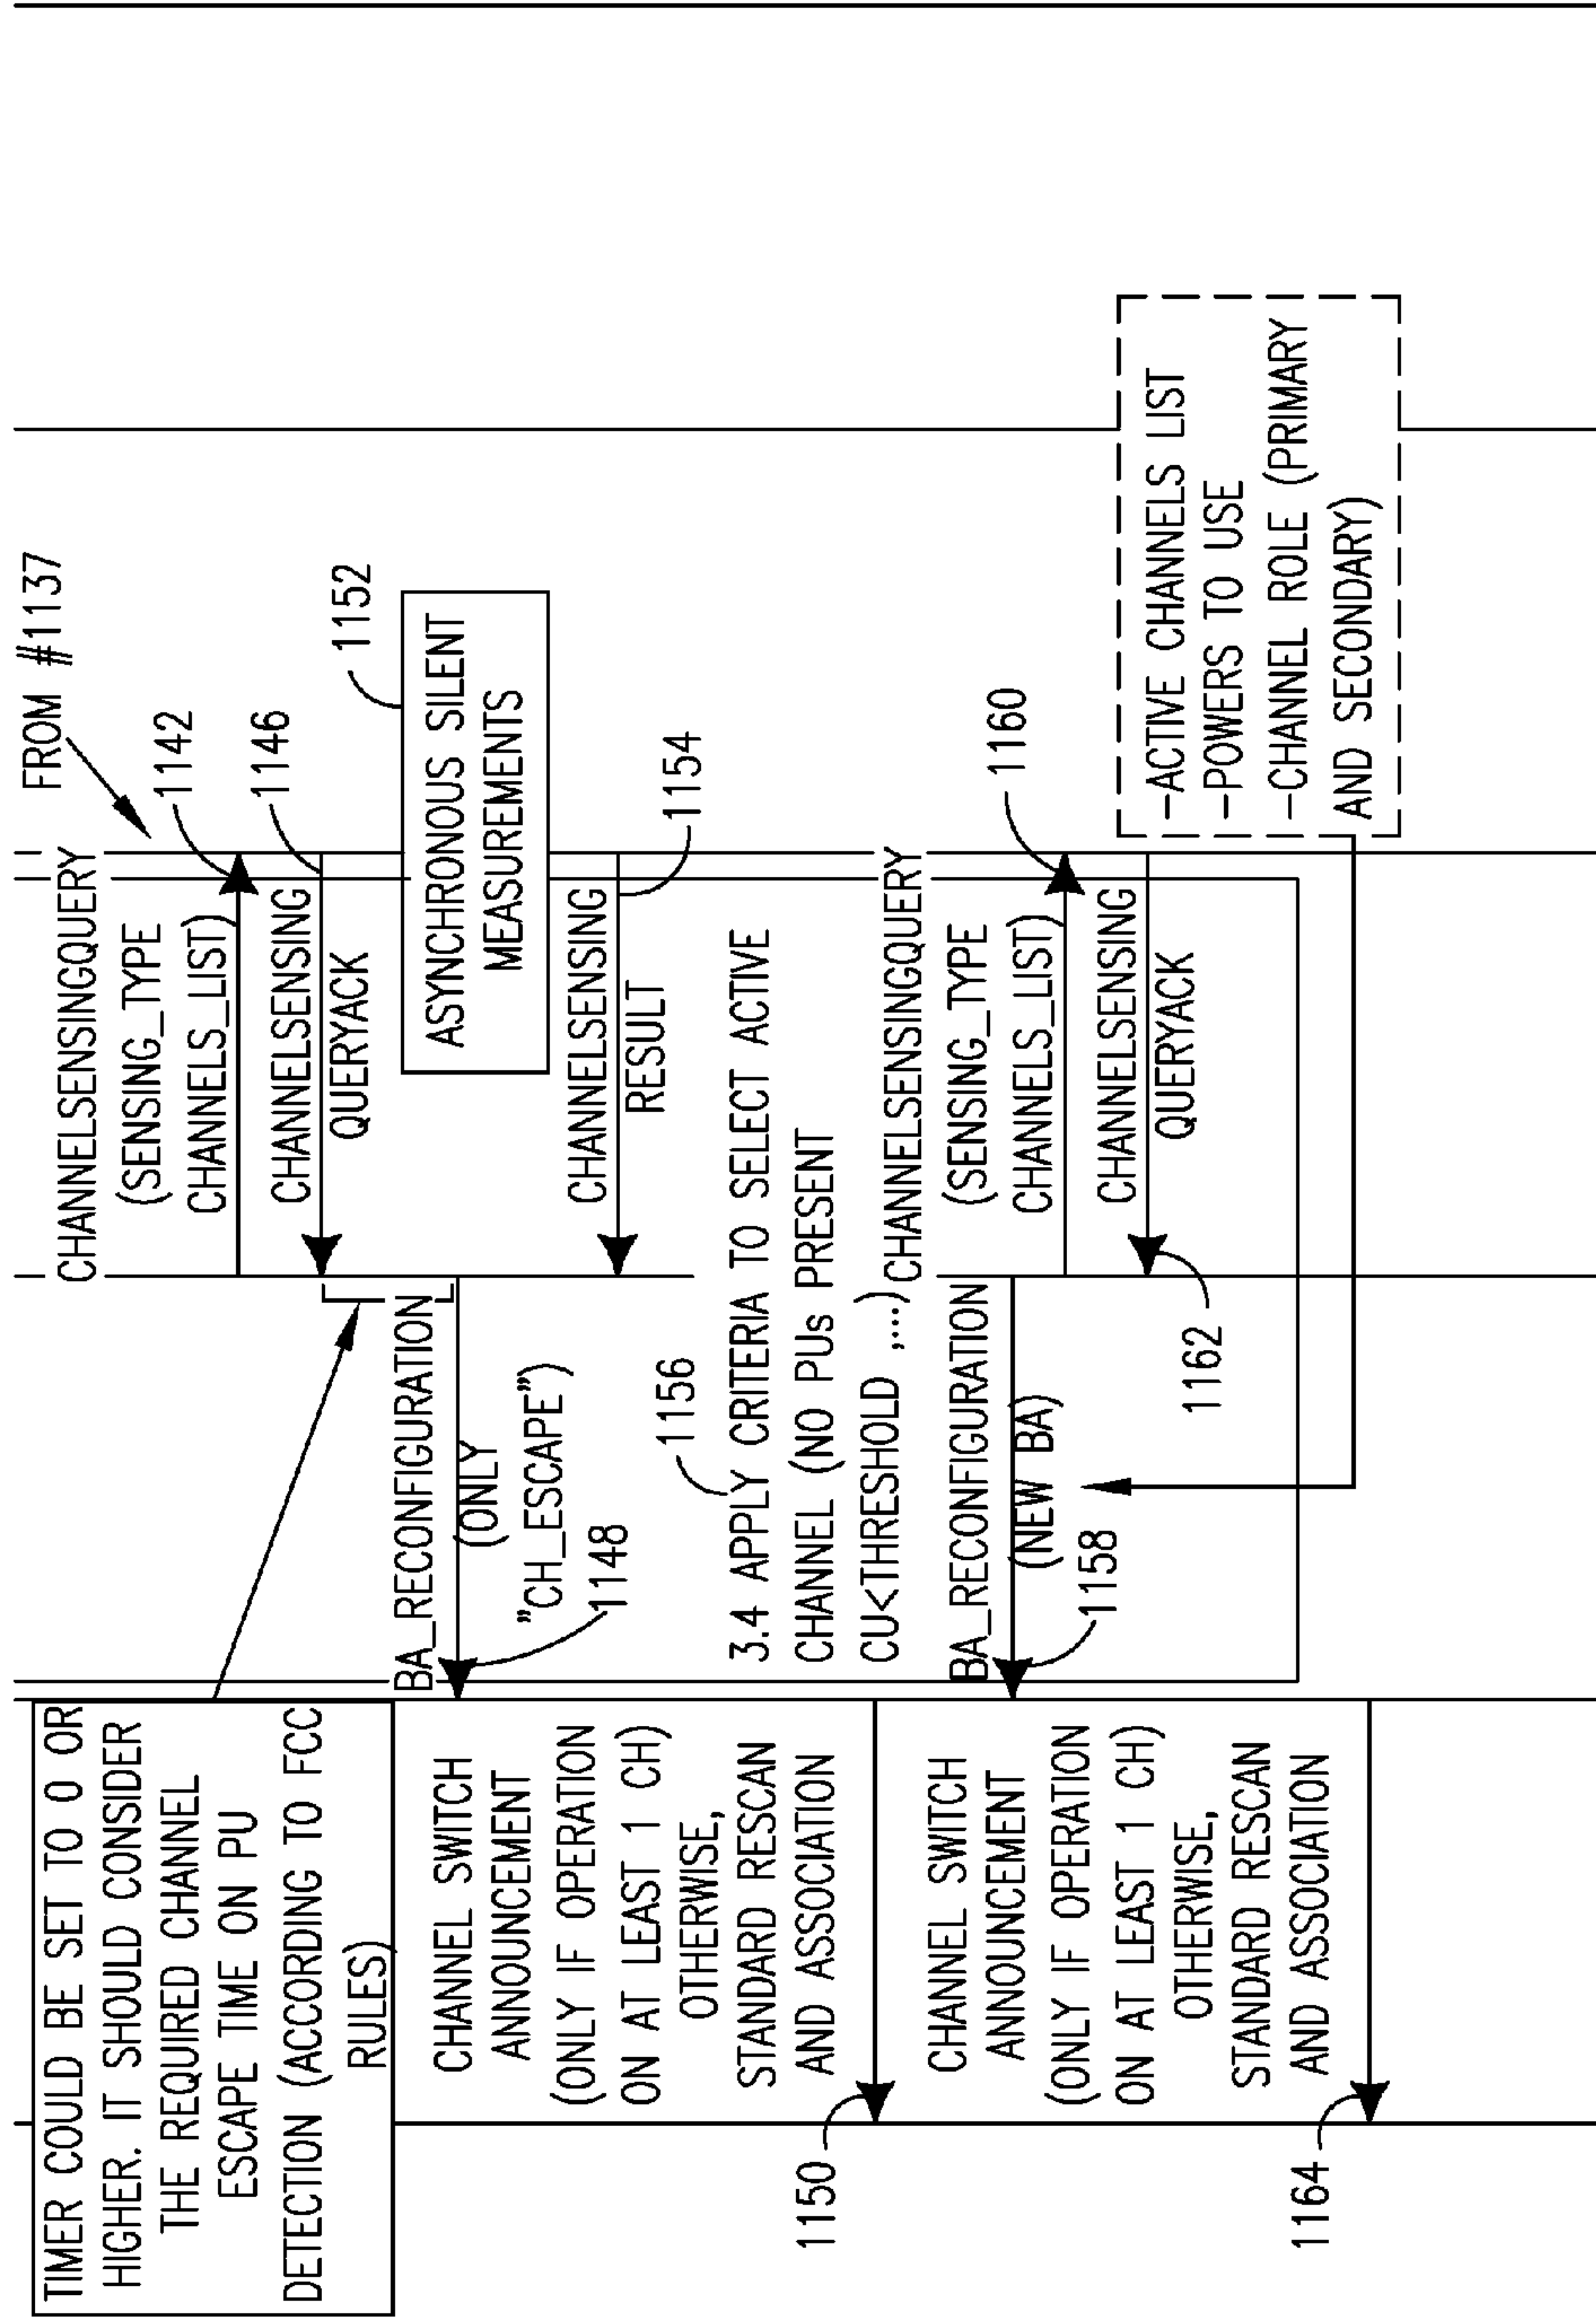 FROM #1137
TIMER COULD BE SET TO 0 OR
HIGHER. IT SHOULD CONSIDER
THE REQUIRED CHANNEL
ESCAPE TIME ON PU
DETECTION (ACCORDING TO FCC
RULES)
CHANNELSENSINGQUERY
(SENSING_TYPE
CHANNELS_LIST)
1142
CHANNELSENSING
QUERYACK
1146
BA_RECONFIGURATION
(ONLY
"CH_ESCAPE")
1148
ASYNCHRONOUS SILENT
MEASUREMENTS
1152
CHANNEL SWITCH
ANNOUNCEMENT
(ONLY IF OPERATION
ON AT LEAST 1 CH)
OTHERWISE,
STANDARD RESCAN
AND ASSOCIATION
1150
CHANNELSENSING
RESULT
1154
1156
3.4 APPLY CRITERIA TO SELECT ACTIVE
CHANNEL (NO PUs PRESENT
CU<THRESHOLD ,....)
CHANNELSENSINGQUERY
(SENSING_TYPE
CHANNELS_LIST)
1160
BA_RECONFIGURATION
(NEW BA)
1158
CHANNELSENSING
QUERYACK
1162
CHANNEL SWITCH
ANNOUNCEMENT
(ONLY IF OPERATION
ON AT LEAST 1 CH)
OTHERWISE,
STANDARD RESCAN
AND ASSOCIATION
1164
-ACTIVE CHANNELS LIST
-POWERS TO USE
-CHANNEL ROLE (PRIMARY
AND SECONDARY)